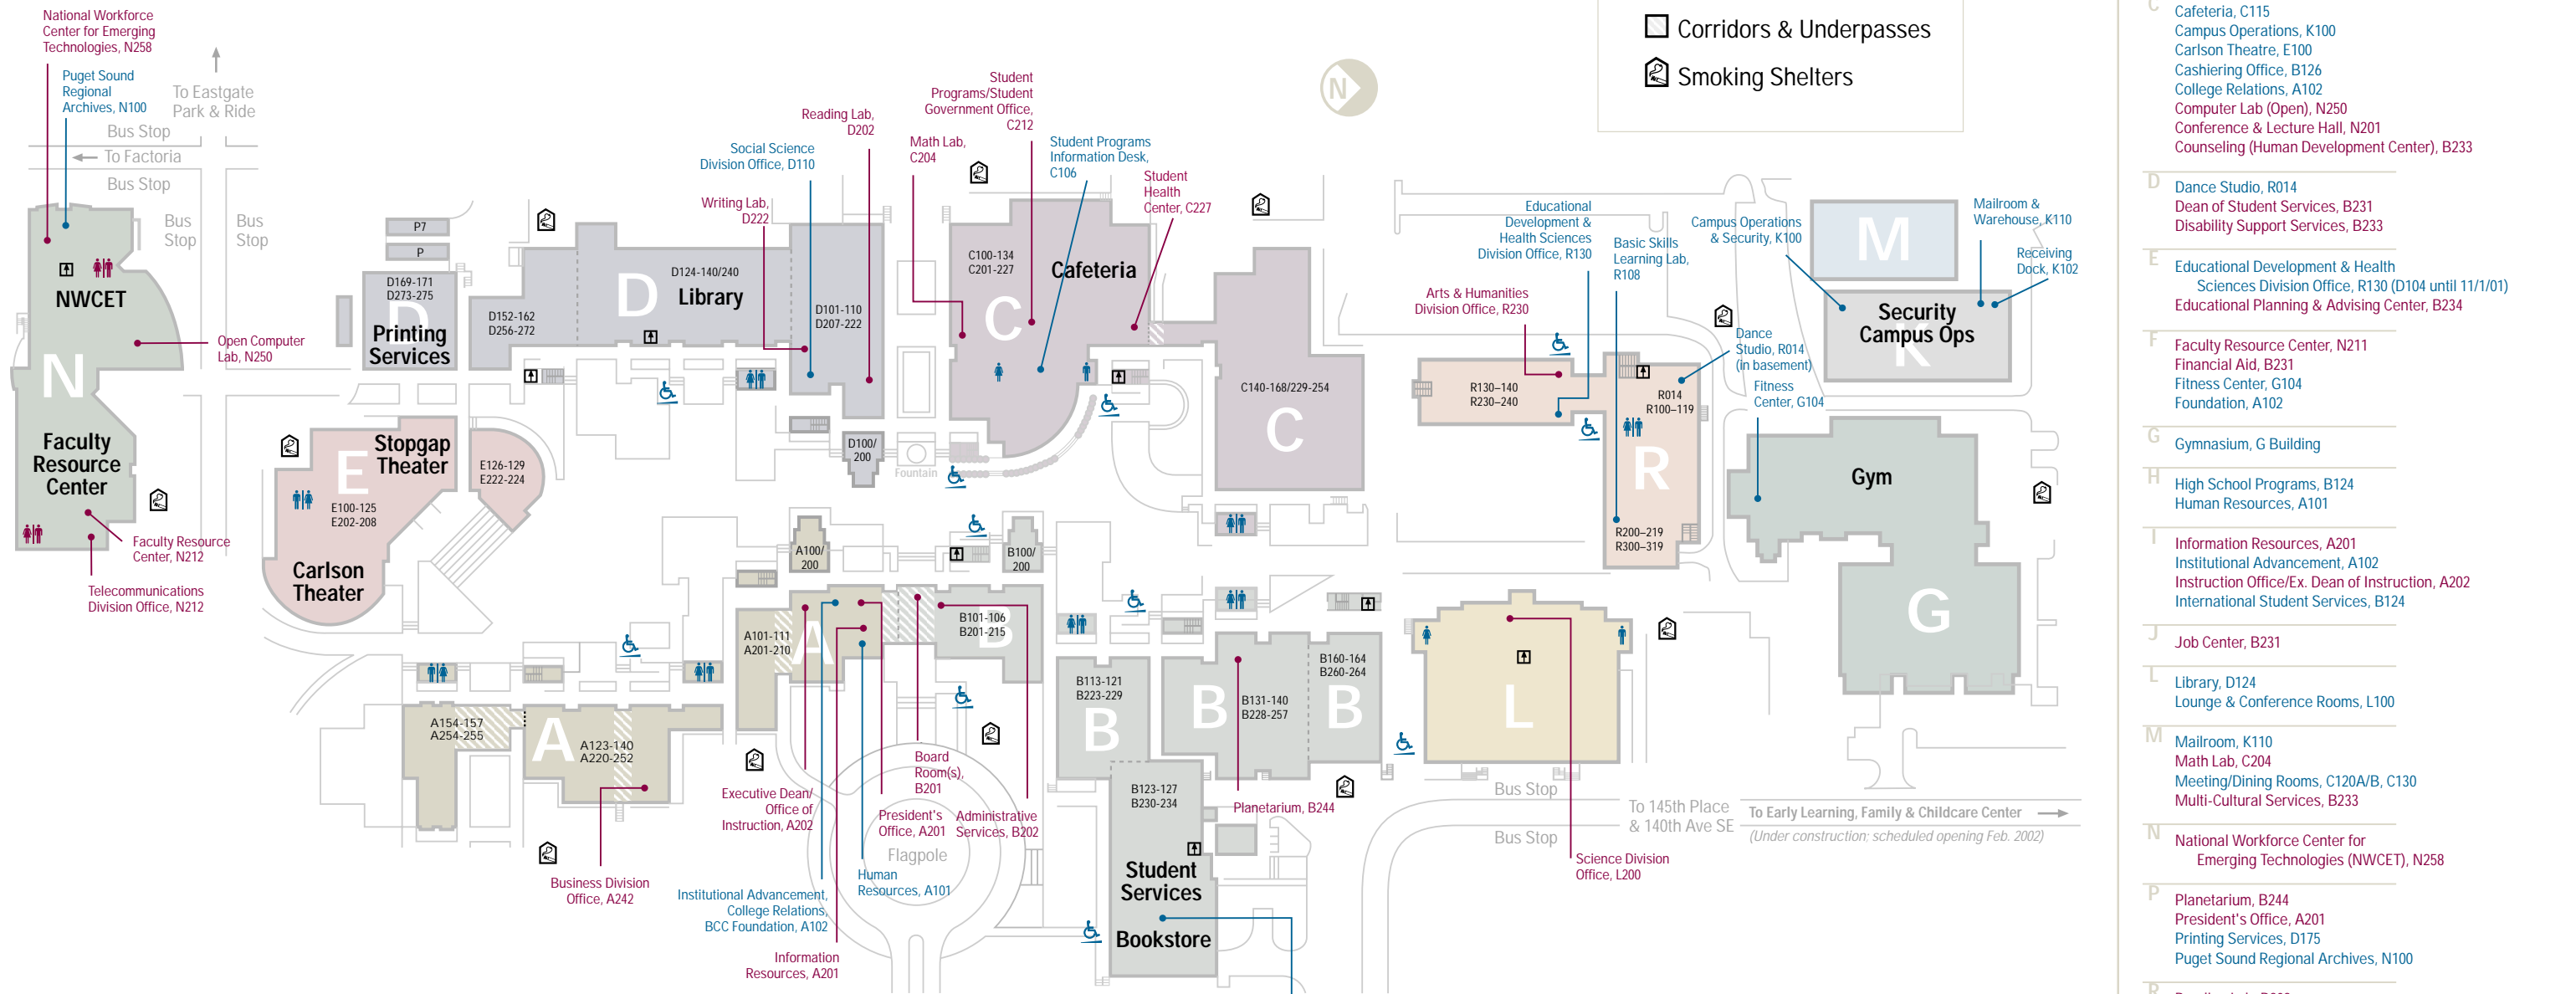 National Workforce
Center for Emerging
Technologies, N258
Puget Sound
Regional
Archives, N100
To Eastgate
Park & Ride
Bus Stop
To Factoria
Bus Stop
Bus
Stop
Bus
Stop
NWCET
Open Computer
Lab, N250
N
Faculty
Resource
Center
Faculty Resource
Center, N212
Telecommunications
Division Office, N212
P7
P
D169-171
D273-275
D
Printing
Services
D152-162
D256-272
D
D124-140/240
Library
Writing Lab,
D222
Social Science
Division Office, D110
Reading Lab,
D202
D101-110
D207-222
D100/
200
Fountain
Math Lab,
C204
Student
Programs/Student
Government Office,
C212
Student Programs
Information Desk,
C106
Student
Health
Center, C227
C100-134
C201-227
Cafeteria
C
C140-168/229-254
C
N
Corridors & Underpasses
Smoking Shelters
Stopgap
Theater
E
E100-125
E202-208
E126-129
E222-224
Carlson
Theater
A154-157
A254-255
A
A123-140
A220-252
Business Division
Office, A242
A100/
200
A101-111
A201-210
A
B100/
200
B101-106
B201-215
B
Executive Dean/
Office of
Instruction, A202
Institutional Advancement,
College Relations,
BCC Foundation, A102
Information
Resources, A201
Human
Resources, A101
President's
Office, A201
Board
Room(s),
B201
Administrative
Services, B202
Flagpole
B113-121
B223-229
B
B
B131-140
B228-257
B160-164
B260-264
B
Planetarium, B244
B123-127
B230-234
Student
Services
Bookstore
Arts & Humanities
Division Office, R230
Educational
Development &
Health Sciences
Division Office, R130
Basic Skills
Learning Lab,
R108
R130–140
R230–240
R014
R100–119
R
R200–219
R300–319
Dance
Studio, R014
(in basement)
Fitness
Center, G104
Campus Operations
& Security, K100
M
Mailroom &
Warehouse, K110
Receiving
Dock, K102
Security
Campus Ops
K
Gym
G
L
Science Division
Office, L200
Bus Stop
Bus Stop
To 145th Place
& 140th Ave SE
To Early Learning, Family & Childcare Center
(Under construction; scheduled opening Feb. 2002)
C
Cafeteria, C115
Campus Operations, K100
Carlson Theatre, E100
Cashiering Office, B126
College Relations, A102
Computer Lab (Open), N250
Conference & Lecture Hall, N201
Counseling (Human Development Center), B233
D
Dance Studio, R014
Dean of Student Services, B231
Disability Support Services, B233
E
Educational Development & Health
Sciences Division Office, R130 (D104 until 11/1/01)
Educational Planning & Advising Center, B234
F
Faculty Resource Center, N211
Financial Aid, B231
Fitness Center, G104
Foundation, A102
G
Gymnasium, G Building
H
High School Programs, B124
Human Resources, A101
I
Information Resources, A201
Institutional Advancement, A102
Instruction Office/Ex. Dean of Instruction, A202
International Student Services, B124
J
Job Center, B231
L
Library, D124
Lounge & Conference Rooms, L100
M
Mailroom, K110
Math Lab, C204
Meeting/Dining Rooms, C120A/B, C130
Multi-Cultural Services, B233
N
National Workforce Center for
Emerging Technologies (NWCET), N258
P
Planetarium, B244
President's Office, A201
Printing Services, D175
Puget Sound Regional Archives, N100
R